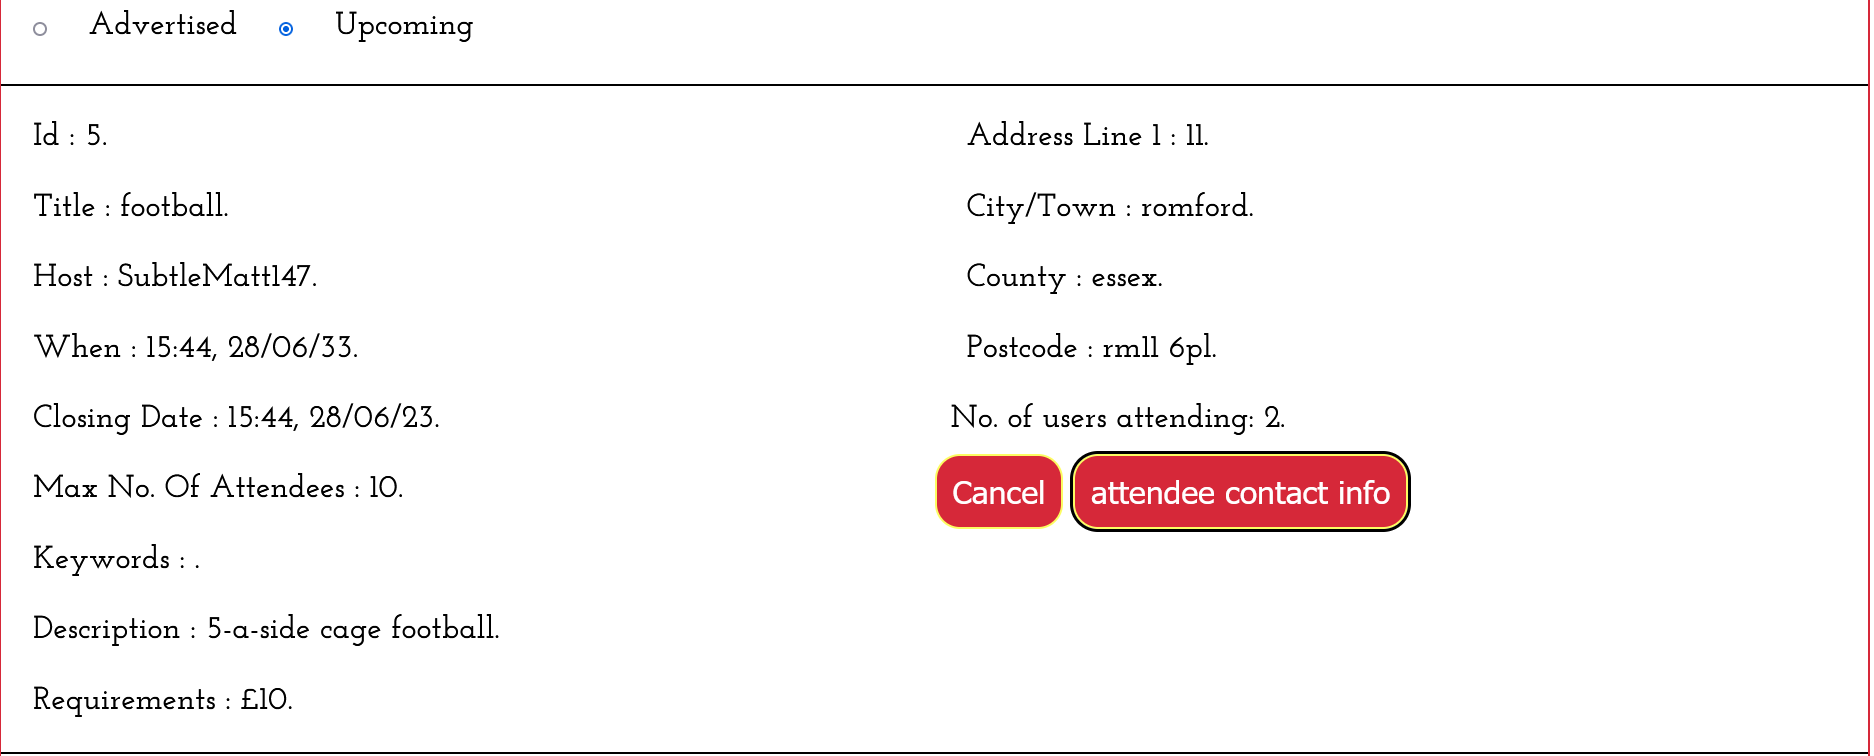 Advertised Upcoming
Id : 5.
Title : football.
Host : SubtleMatt147.
When : 15:44, 28/06/33.
Closing Date : 15:44, 28/06/23.
Max No. Of Attendees : 10.
Keywords : .
Description : 5-a-side cage football.
Requirements : £10.
Address Line 1 : 11.
City/Town : romford.
County : essex.
Postcode : rm11 6pl.
No. of users attending: 2.
Cancel attendee contact info